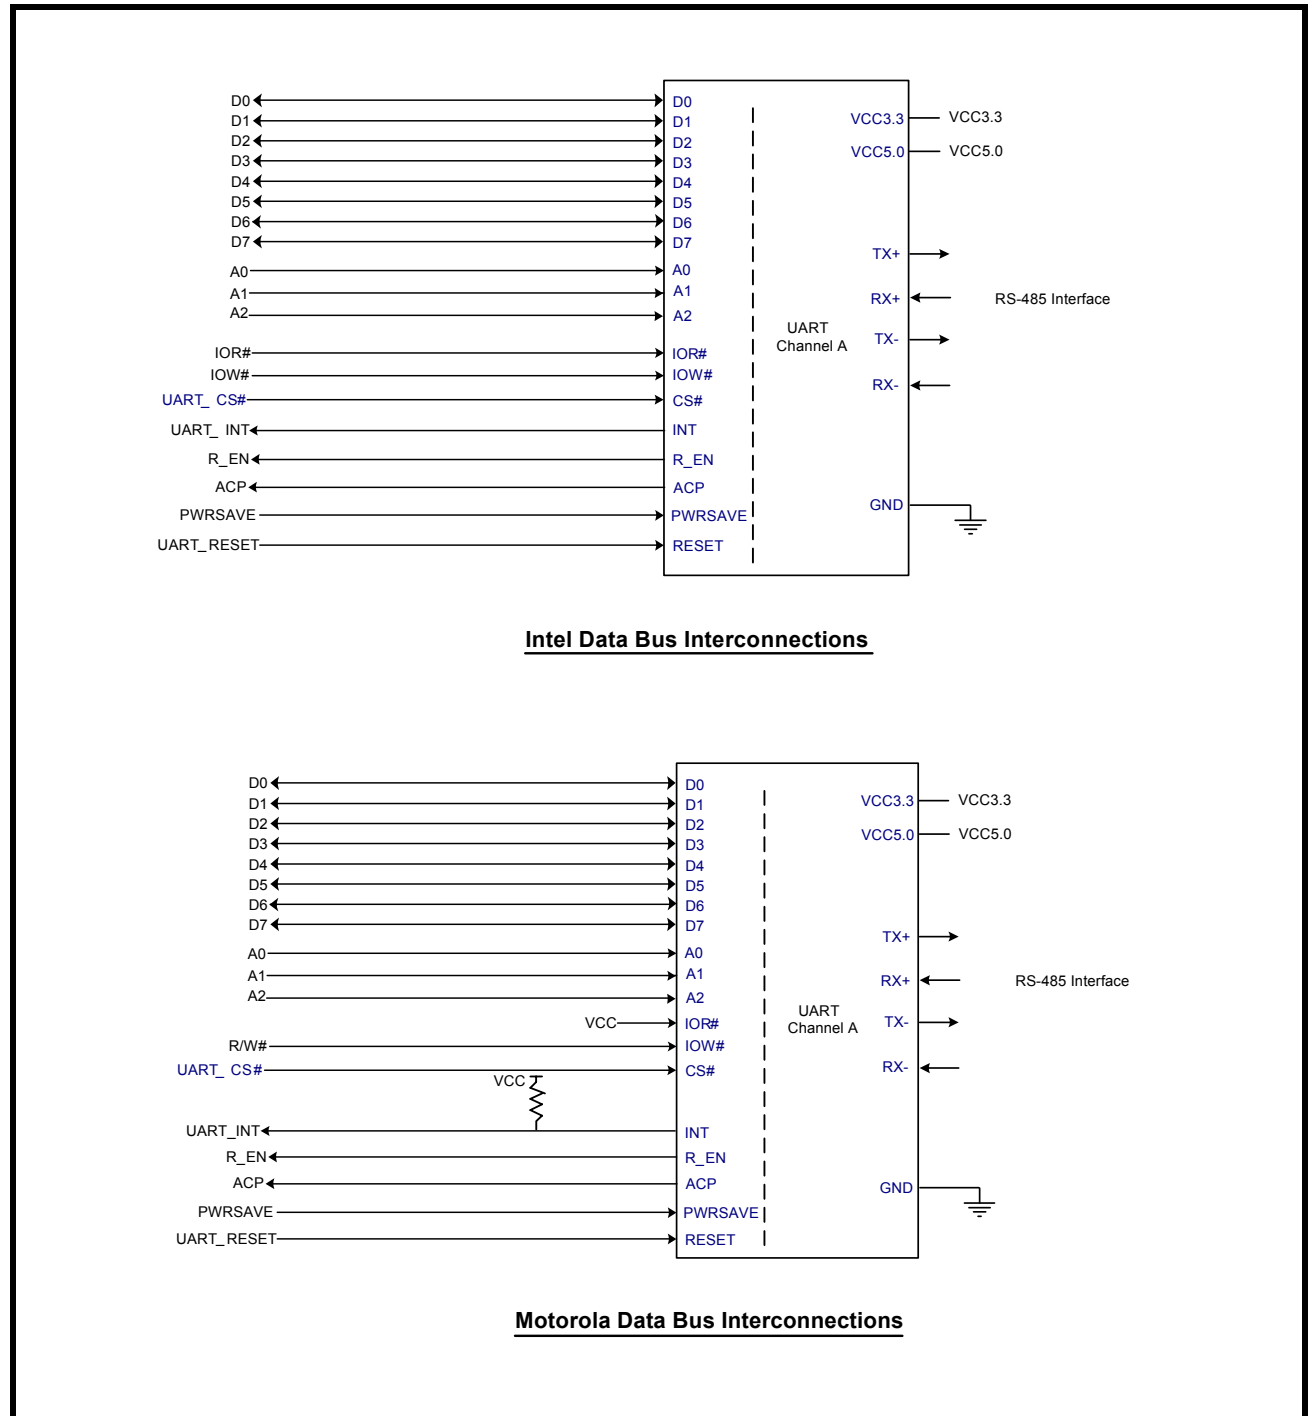 D0 D0
D1 D1
D2 D2
D3 D3
D4 D4
D5 D5
D6 D6
D7 D7
A0 A0
A1 A1
A2 A2
IOR# IOR#
IOW# IOW#
UART_ CS# CS#
UART_ INT INT
R_EN R_EN
ACP ACP
PWRSAVE PWRSAVE
UART_RESET RESET
UART
Channel A
VCC3.3 VCC3.3
VCC5.0 VCC5.0
TX+
RX+
TX-
RX-
RS-485 Interface
GND
Intel Data Bus Interconnections
D0 D0
D1 D1
D2 D2
D3 D3
D4 D4
D5 D5
D6 D6
D7 D7
A0 A0
A1 A1
A2 A2
VCC IOR#
R/W# IOW#
UART_ CS# CS#
VCC
UART_INT INT
R_EN R_EN
ACP ACP
PWRSAVE PWRSAVE
UART_RESET RESET
UART
Channel A
VCC3.3 VCC3.3
VCC5.0 VCC5.0
TX+
RX+
TX-
RX-
RS-485 Interface
GND
Motorola Data Bus Interconnections